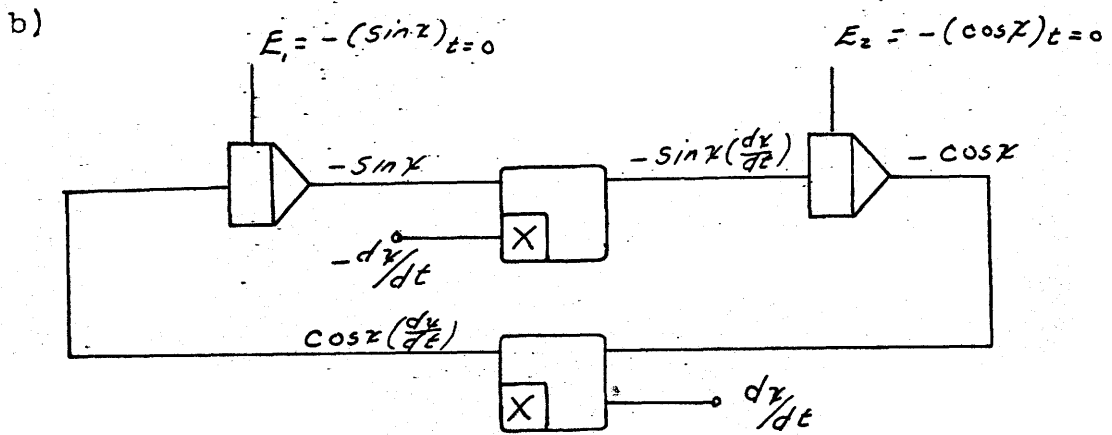 b)
E₁ = -(sin x)t=0
E₂ = -(cos x)t=0
-sin x
-sin x(dx/dt)
-cos x
X
-dx/dt
cos x(dx/dt)
X
dx/dt